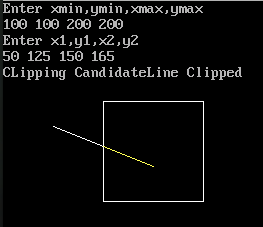 Enter xmin,ymin,xmax,ymax
100 100 200 200
Enter x1,y1,x2,y2
50 125 150 165
CLipping CandidateLine Clipped